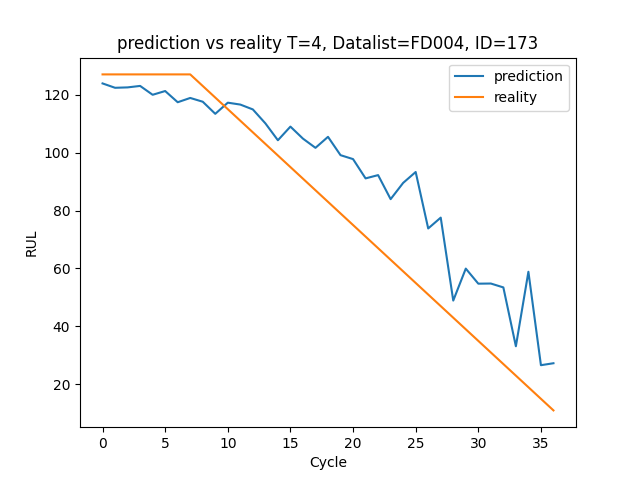 prediction vs reality T=4, Datalist=FD004, ID=173
prediction
reality
RUL
120
100
80
60
40
20
0 5 10 15 20 25 30 35
Cycle